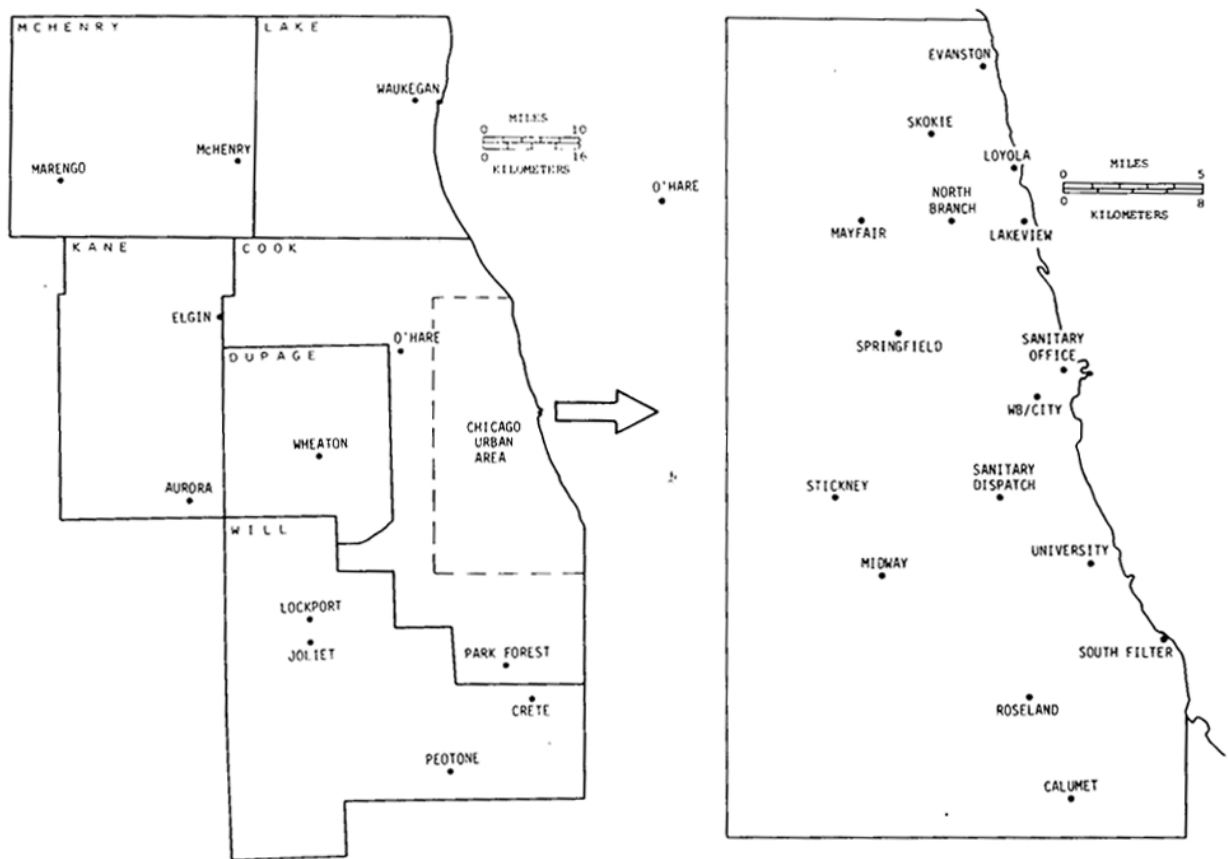 MCHENRY
LAKE
WAUKEGAN
MILES
0 10
0 16
KILOMETERS
McHENRY
MARENGO
KANE
COOK
ELGIN
O'HARE
DUPAGE
CHICAGO
URBAN
AREA
WHEATON
AURORA
WILL
LOCKPORT
JOLIET
PARK FOREST
CRETE
PEOTONE
O'HARE
EVANSTON
SKOKIE
LOYOLA
MILES
0 5
0 8
KILOMETERS
NORTH
BRANCH
MAYFAIR
LAKEVIEW
SPRINGFIELD
SANITARY
OFFICE
WB/CITY
STICKNEY
SANITARY
DISPATCH
UNIVERSITY
MIDWAY
SOUTH FILTER
ROSELAND
CALUMET